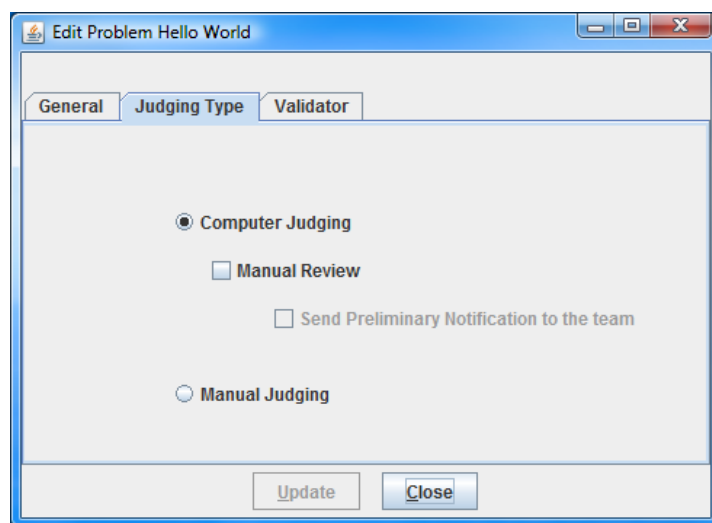 Edit Problem Hello World
General Judging Type Validator
Computer Judging
Manual Review
Send Preliminary Notification to the team
Manual Judging
Update Close